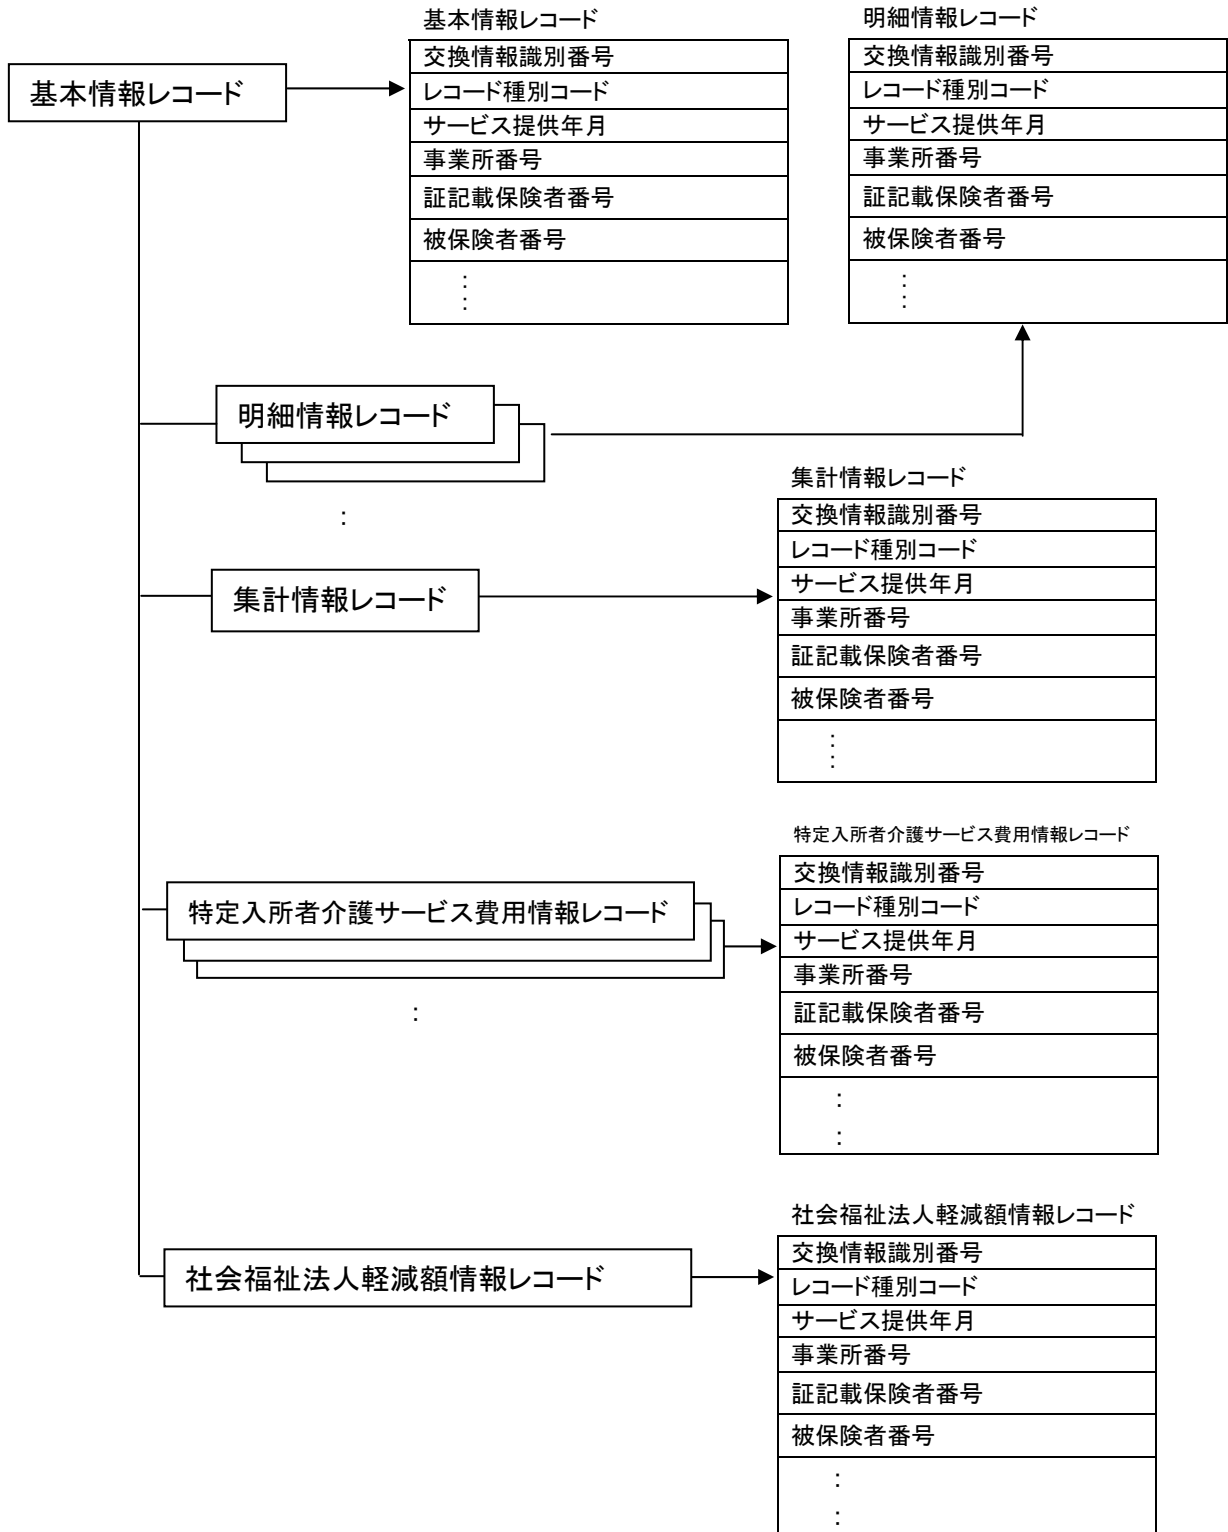 基本情報レコード
基本情報レコード
交換情報識別番号
レコード種別コード
サービス提供年月
事業所番号
証記載保険者番号
被保険者番号
:
:
明細情報レコード
交換情報識別番号
レコード種別コード
サービス提供年月
事業所番号
証記載保険者番号
被保険者番号
:
:
明細情報レコード
:
集計情報レコード
集計情報レコード
交換情報識別番号
レコード種別コード
サービス提供年月
事業所番号
証記載保険者番号
被保険者番号
:
:
特定入所者介護サービス費用情報レコード
:
特定入所者介護サービス費用情報レコード
交換情報識別番号
レコード種別コード
サービス提供年月
事業所番号
証記載保険者番号
被保険者番号
:
:
社会福祉法人軽減額情報レコード
社会福祉法人軽減額情報レコード
交換情報識別番号
レコード種別コード
サービス提供年月
事業所番号
証記載保険者番号
被保険者番号
:
: